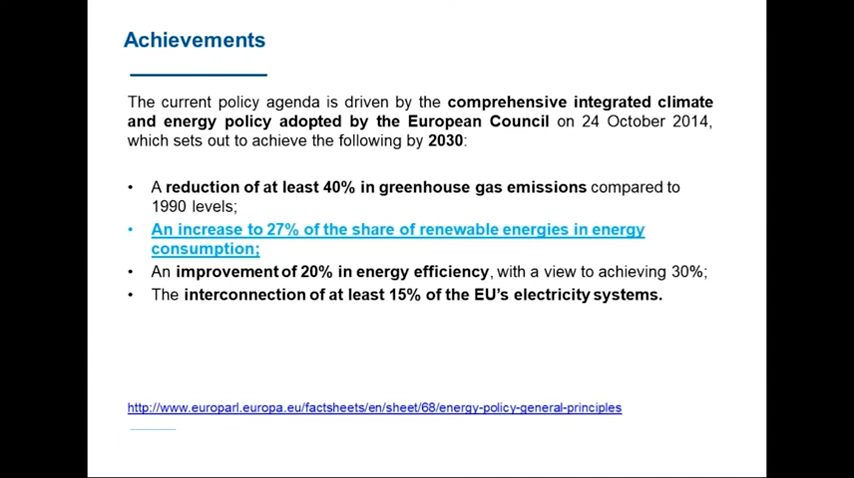 Achievements
The current policy agenda is driven by the comprehensive integrated climate
and energy policy adopted by the European Council on 24 October 2014,
which sets out to achieve the following by 2030:
• A reduction of at least 40% in greenhouse gas emissions compared to
1990 levels;
• An increase to 27% of the share of renewable energies in energy
consumption;
• An improvement of 20% in energy efficiency, with a view to achieving 30%;
• The interconnection of at least 15% of the EU's electricity systems.
http://www.europarl.europa.eu/factsheets/en/sheet/68/energy-policy-general-principles